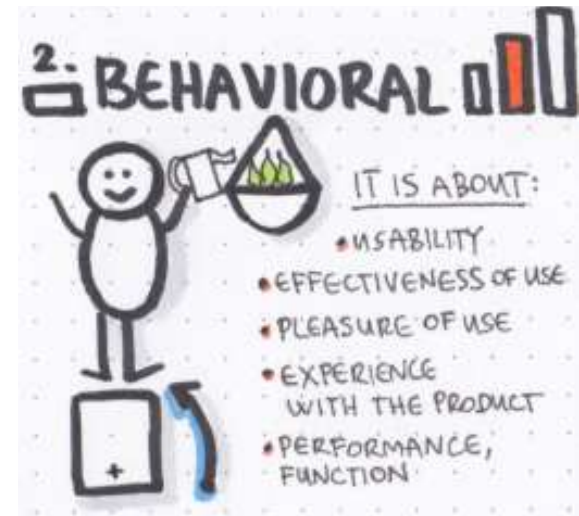 2. BEHAVIORAL
IT IS ABOUT:
• USABILITY
• EFFECTIVENESS OF USE
• PLEASURE OF USE
• EXPERIENCE
WITH THE PRODUCT
• PERFORMANCE,
FUNCTION
+